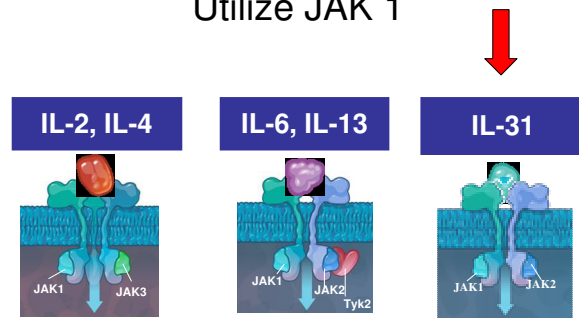 Utilize JAK 1
IL-2, IL-4
IL-6, IL-13
IL-31
JAK1
JAK3
JAK1
JAK2
Tyk2
JAK1
JAK2